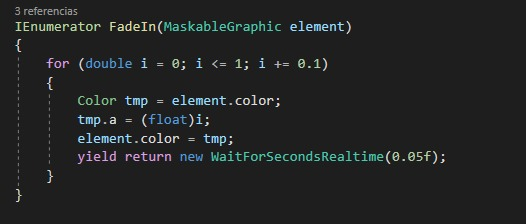 3 referencias
IEnumerator FadeIn(MaskableGraphic element)
{
    for (double i = 0; i <= 1; i += 0.1)
    {
        Color tmp = element.color;
        tmp.a = (float)i;
        element.color = tmp;
        yield return new WaitForSecondsRealtime(0.05f);
    }
}